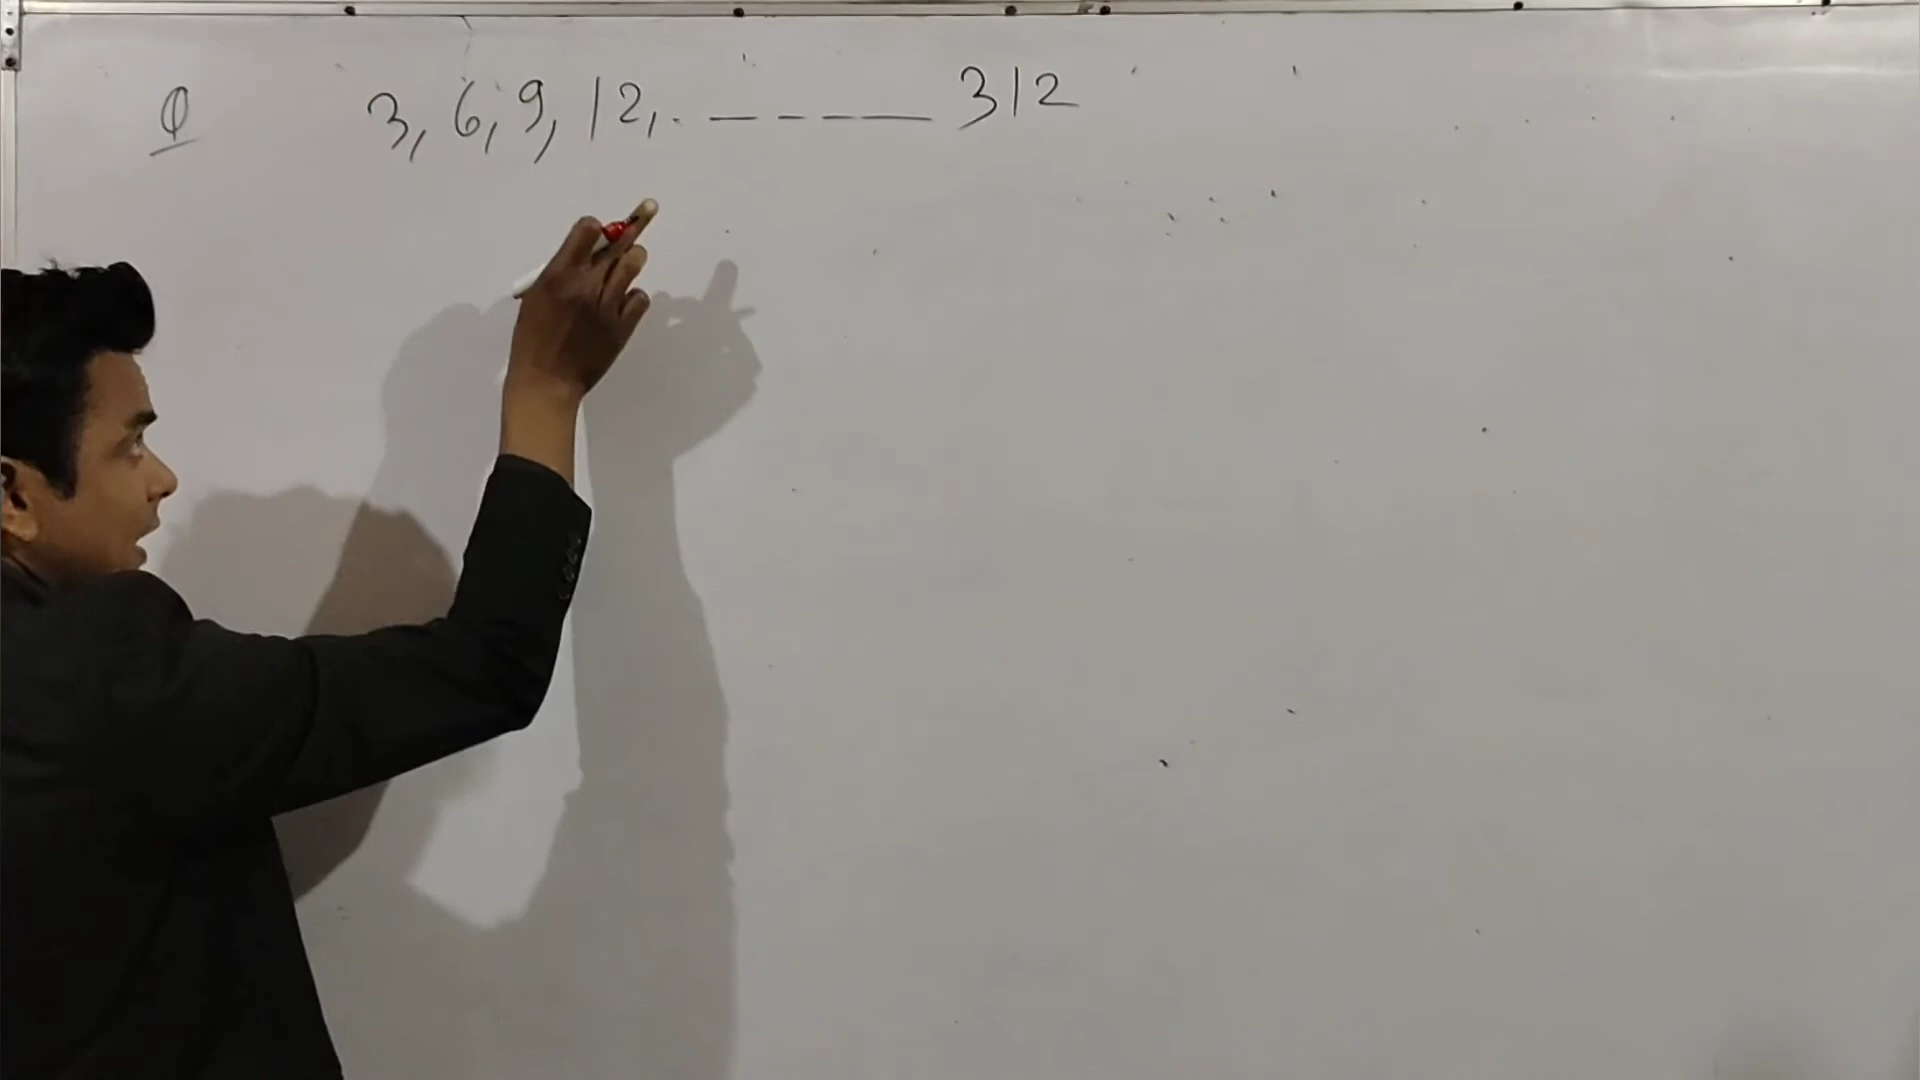 Q 3, 6, 9, 12, . _ _ _ _ _ 312